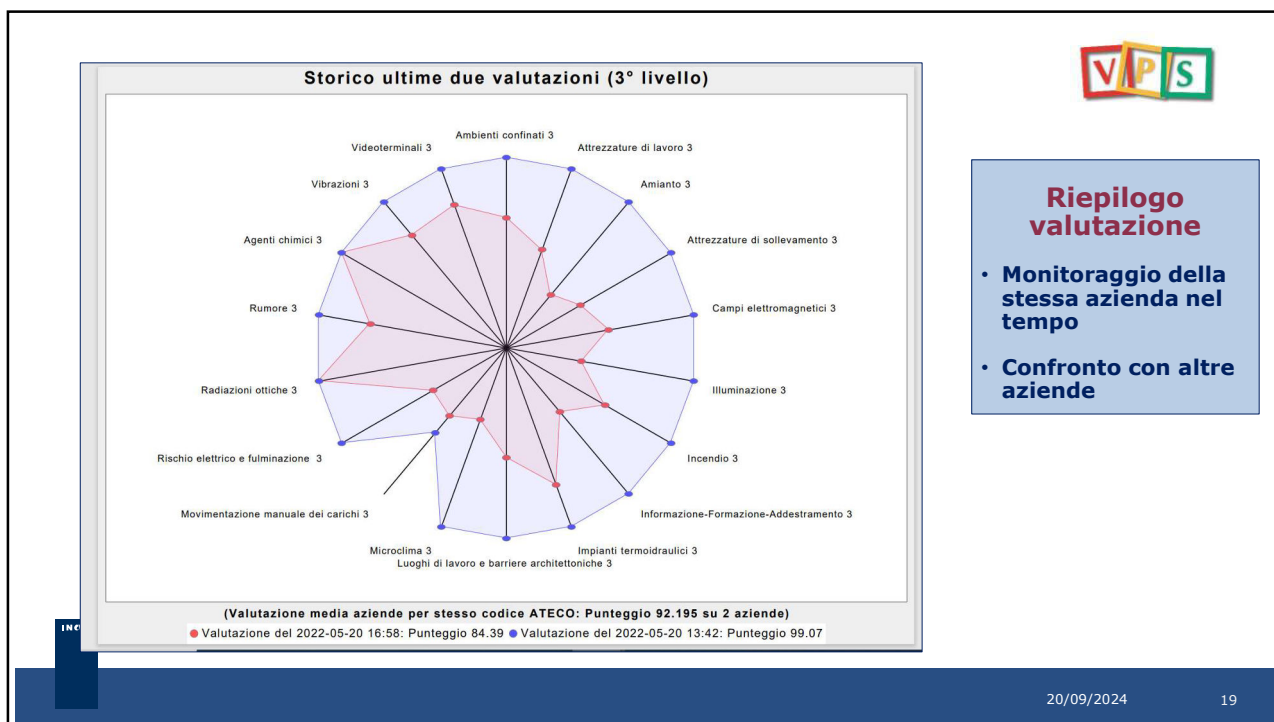 Storico ultime due valutazioni (3° livello)
VPS
Ambienti confinati 3
Videoterminali 3
Attrezzature di lavoro 3
Vibrazioni 3
Amianto 3
Agenti chimici 3
Attrezzature di sollevamento 3
Rumore 3
Campi elettromagnetici 3
Radiazioni ottiche 3
Illuminazione 3
Rischio elettrico e fulminazione 3
Incendio 3
Movimentazione manuale dei carichi 3
Informazione-Formazione-Addestramento 3
Microclima 3
Impianti termoidraulici 3
Luoghi di lavoro e barriere architettoniche 3
(Valutazione media aziende per stesso codice ATECO: Punteggio 92.195 su 2 aziende)
Valutazione del 2022-05-20 16:58: Punteggio 84.39
Valutazione del 2022-05-20 13:42: Punteggio 99.07
Riepilogo
valutazione
• Monitoraggio della
stessa azienda nel
tempo
• Confronto con altre
aziende
20/09/2024
19